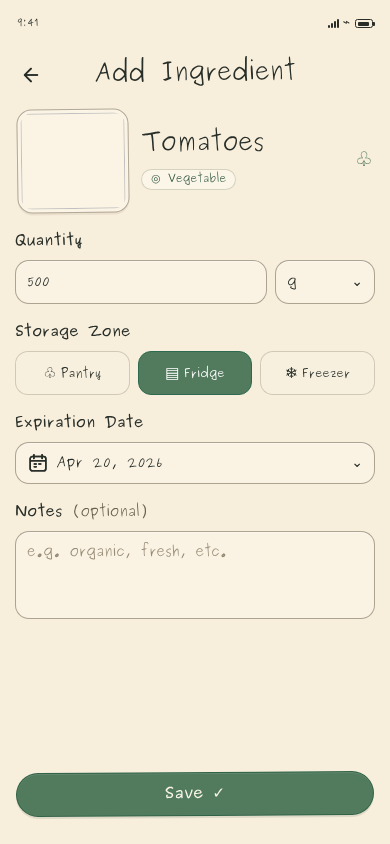 9:41
Add Ingredient
Tomatoes
Vegetable
Quantity
500
g
Storage Zone
Pantry
Fridge
Freezer
Expiration Date
Apr 20, 2026
Notes (optional)
e.g. organic, fresh, etc.
Save ✓